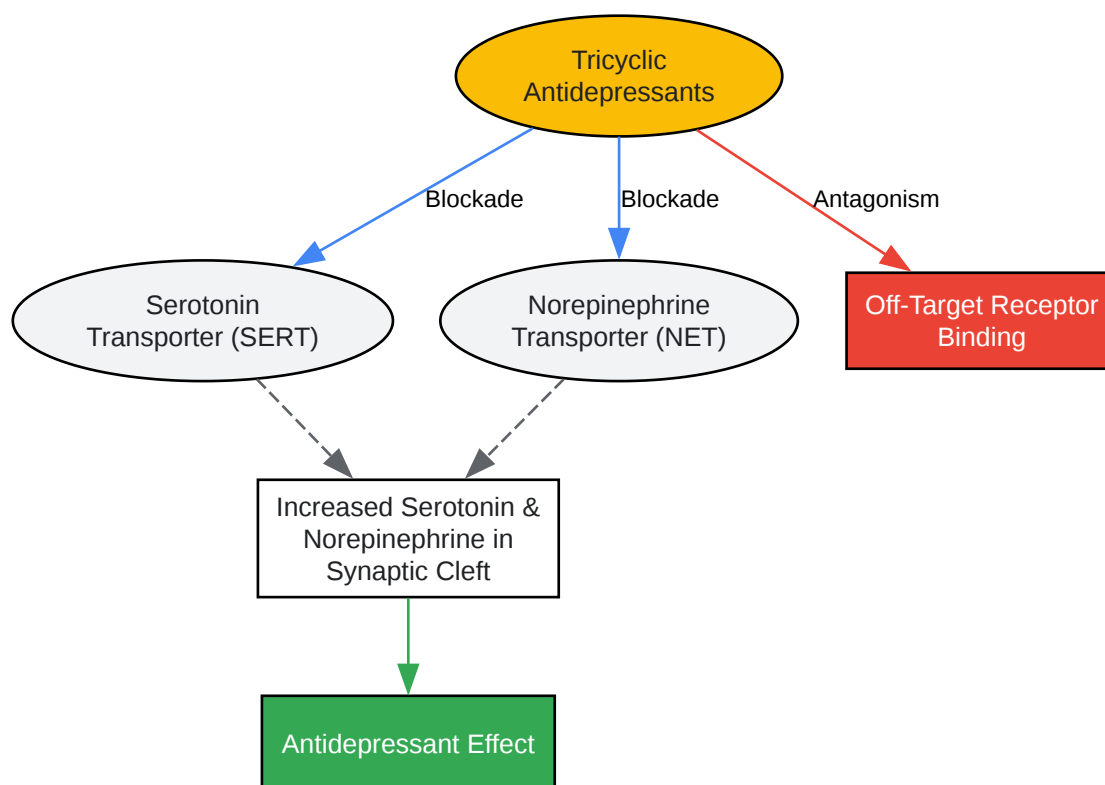 Tricyclic
Antidepressants
Blockade
Blockade
Antagonism
Serotonin
Transporter (SERT)
Norepinephrine
Transporter (NET)
Off-Target Receptor
Binding
Increased Serotonin &
Norepinephrine in
Synaptic Cleft
Antidepressant Effect